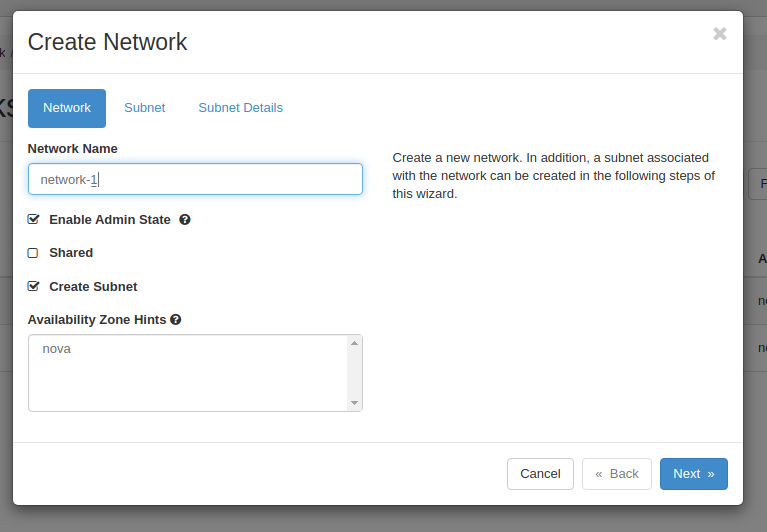 Create Network
Network
Subnet
Subnet Details
Network Name
network-1
Create a new network. In addition, a subnet associated
with the network can be created in the following steps of
this wizard.
Enable Admin State
Shared
Create Subnet
Availability Zone Hints
nova
Cancel
« Back
Next »